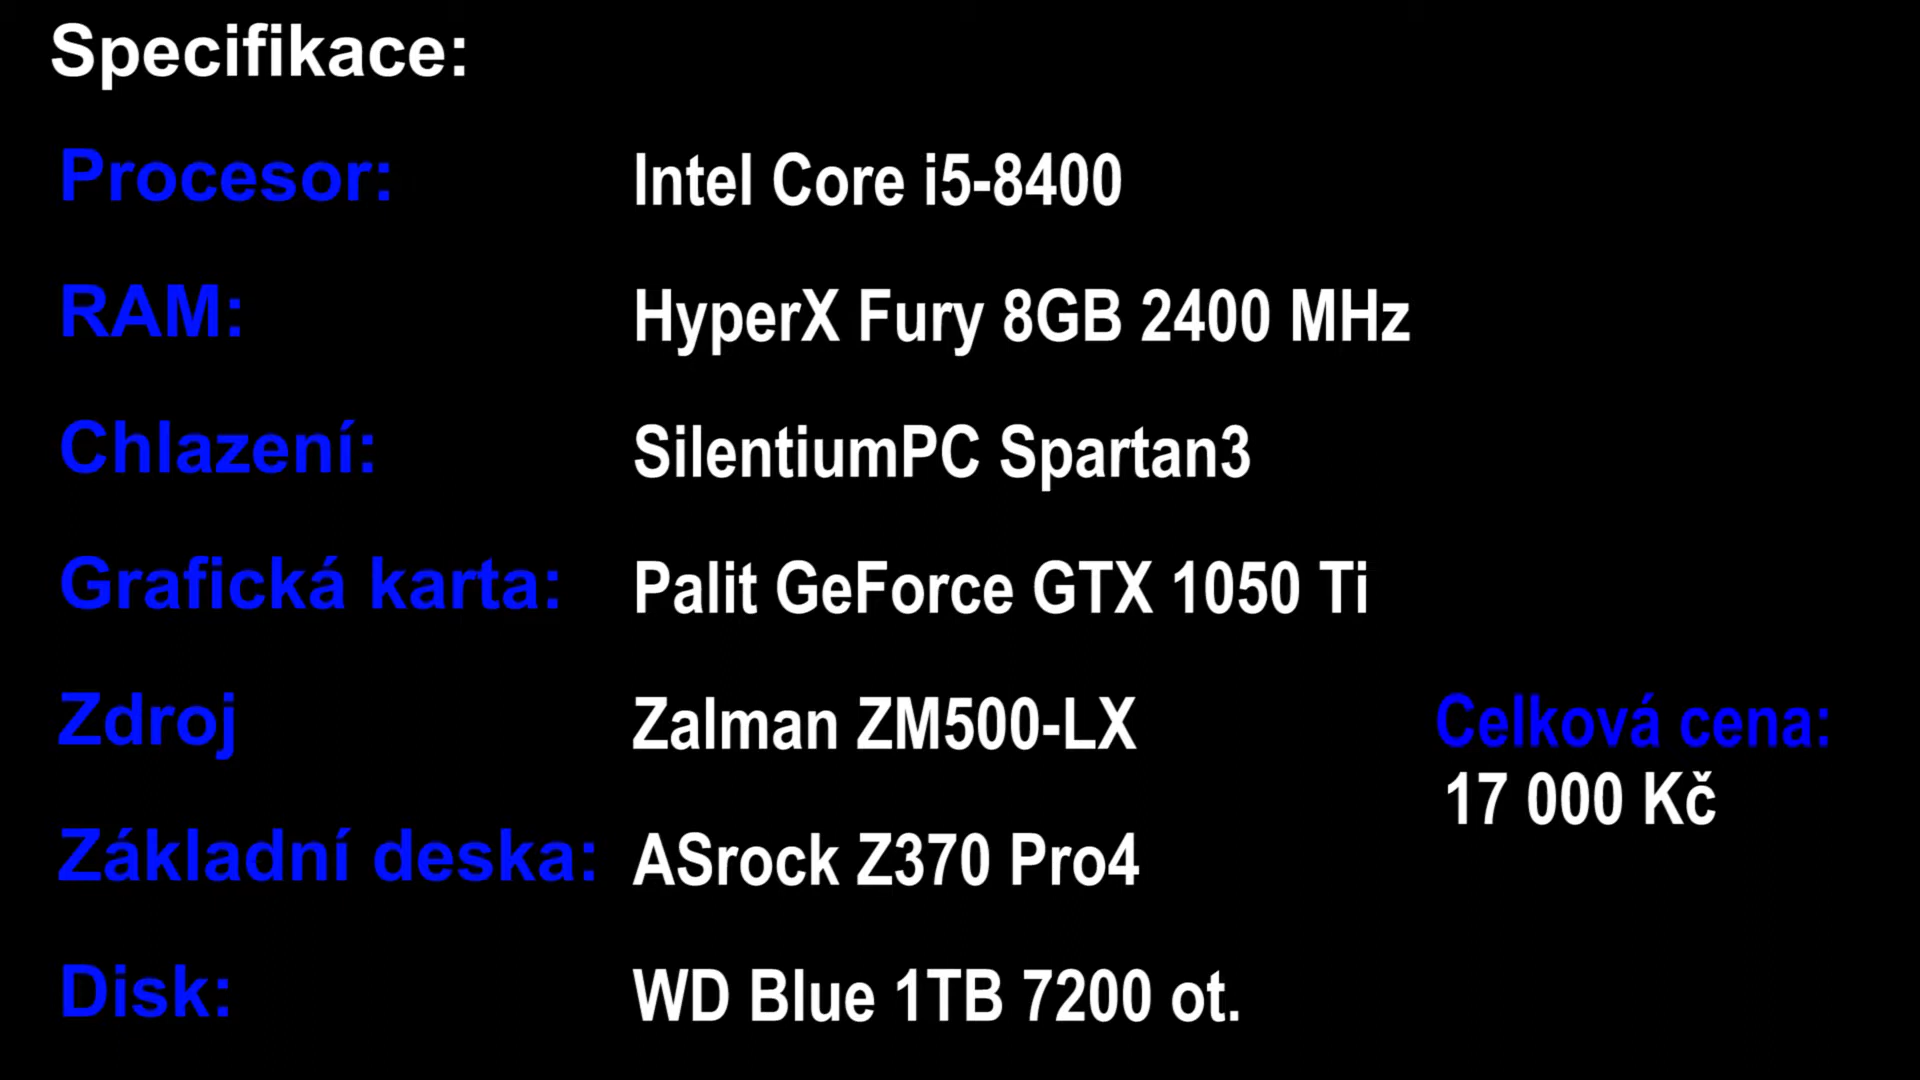 Specifikace:
Procesor: Intel Core i5-8400
RAM: HyperX Fury 8GB 2400 MHz
Chlazení: SilentiumPC Spartan3
Grafická karta: Palit GeForce GTX 1050 Ti
Zdroj Zalman ZM500-LX
Základní deska: ASrock Z370 Pro4
Disk: WD Blue 1TB 7200 ot.
Celková cena:
17 000 Kč